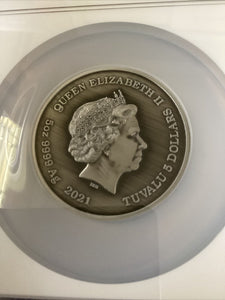 QUEEN ELIZABETH II
TUVALU 5 DOLLARS
2021
5oz 9999 Ag